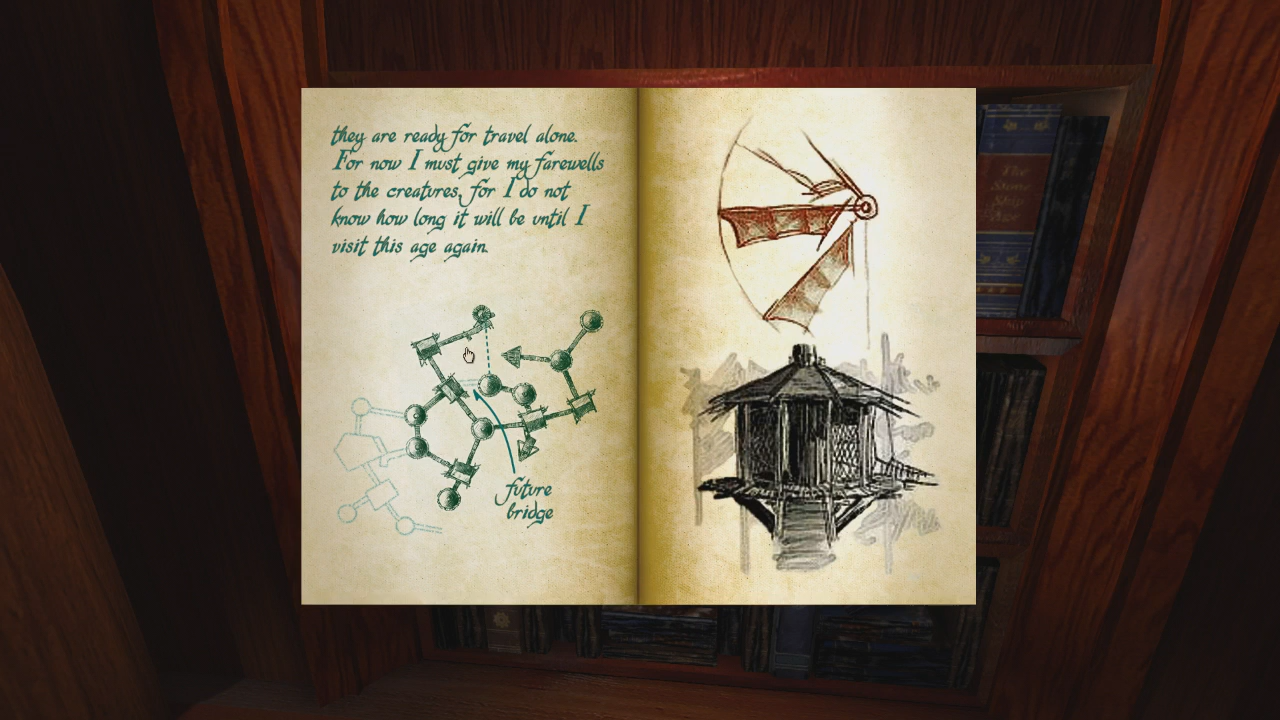 they are ready for travel alone.
For now I must give my farewells
to the creatures, for I do not
know how long it will be until I
visit this age again.
future
bridge
The
Stone
Ship
Age